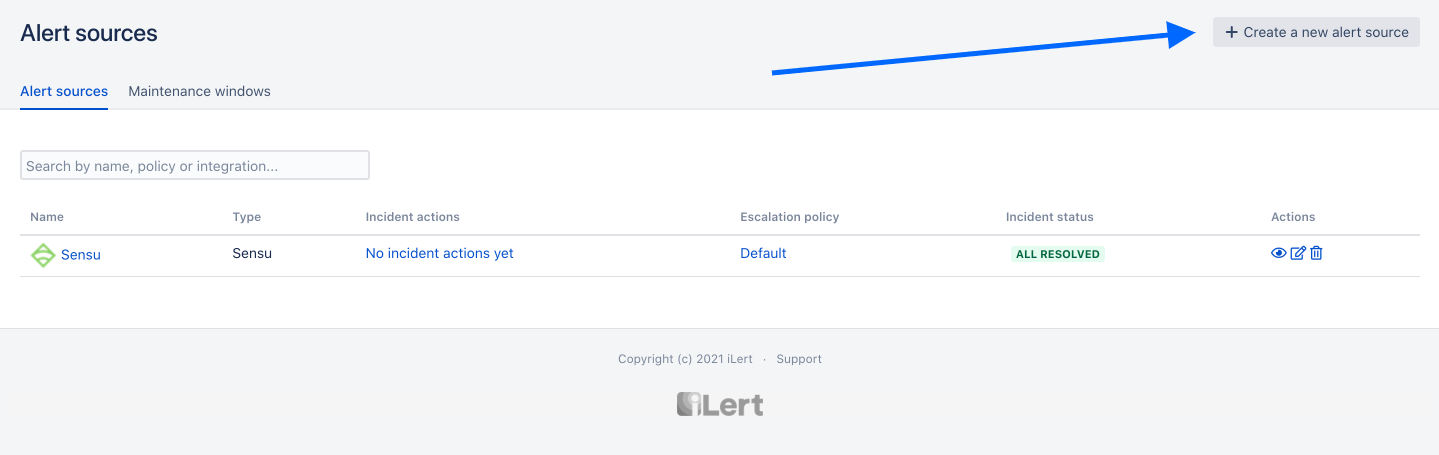 Alert sources
+ Create a new alert source
Alert sources Maintenance windows
Search by name, policy or integration...
Name Type Incident actions Escalation policy Incident status Actions
Sensu Sensu No incident actions yet Default ALL RESOLVED
Copyright (c) 2021 iLert · Support
iLert